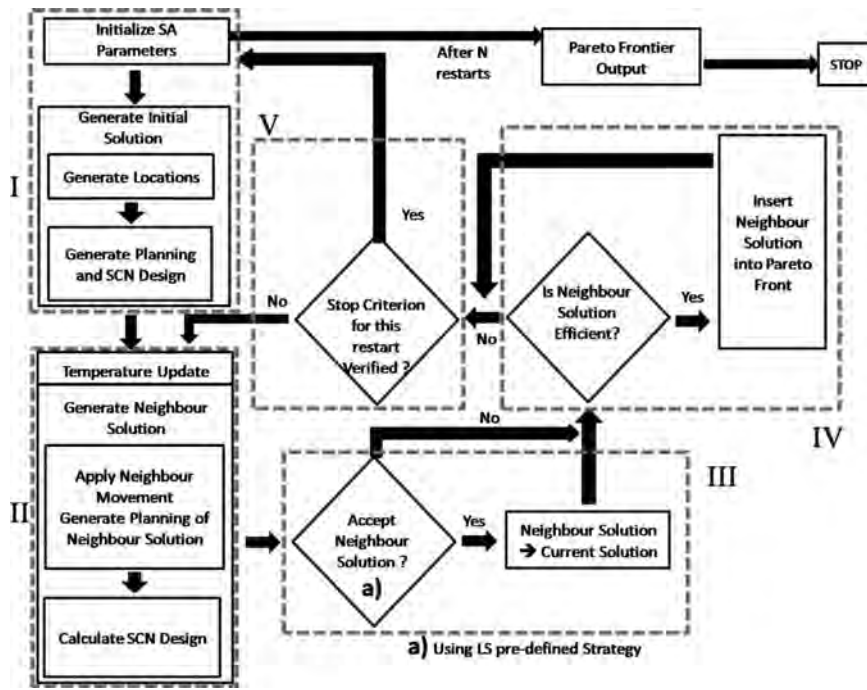 Initialize SA
Parameters
After N
restarts
Pareto Frontier
Output
STOP
I
Generate Initial
Solution
Generate Locations
Generate Planning
and SCN Design
V
Yes
No
Stop Criterion
for this
restart
Verified ?
Is Neighbour
Solution
Efficient?
Yes
No
Insert
Neighbour
Solution
into Pareto
Front
IV
II
Temperature Update
Generate Neighbour
Solution
Apply Neighbour
Movement
Generate Planning of
Neighbour Solution
Calculate SCN Design
No
III
Accept
Neighbour
Solution ?
a)
Yes
Neighbour Solution
➔ Current Solution
a) Using LS pre-defined Strategy